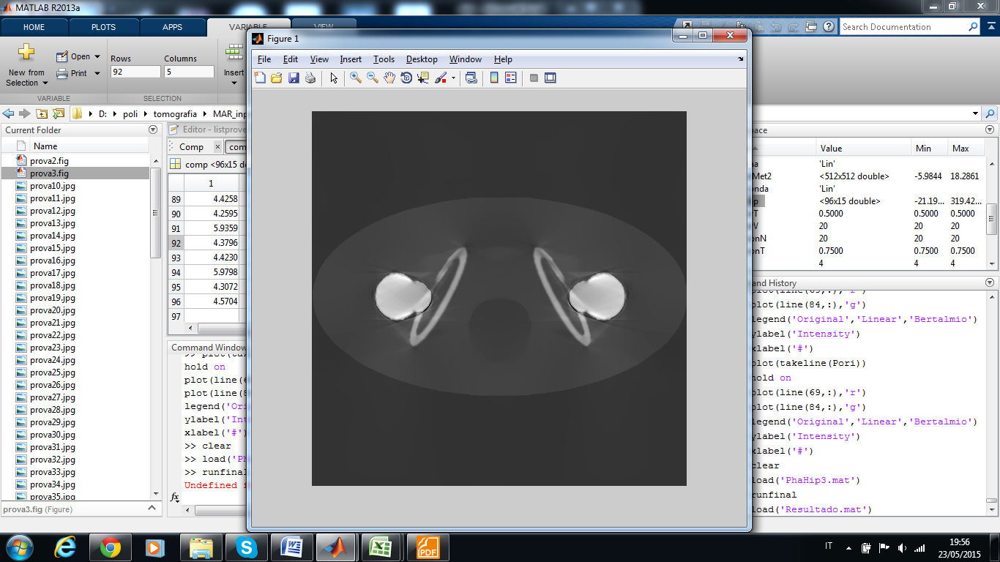 MATLAB R2013a
HOME PLOTS APPS VARIABLE VIEW
Search Documentation
New from Selection
Open
Print
Rows
92
Columns
5
Insert
VARIABLE
SELECTION
D: poli tomografia
Current Folder
Name
prova2.fig
prova3.fig
prova10.jpg
prova11.jpg
prova12.jpg
prova13.jpg
prova14.jpg
prova15.jpg
prova16.jpg
prova17.jpg
prova18.jpg
prova19.jpg
prova20.jpg
prova21.jpg
prova22.jpg
prova23.jpg
prova24.jpg
prova25.jpg
prova26.jpg
prova27.jpg
prova28.jpg
prova29.jpg
prova30.jpg
prova31.jpg
prova32.jpg
prova33.jpg
prova34.jpg
prova35.jpg
prova3.fig (Figure)
Editor - listprove
Comp
com
comp <96x15 do
1
89 4.4258
90 4.2595
91 5.9359
92 4.3796
93 4.4230
94 5.9798
95 4.3072
96 4.5704
97
Command Window
hold on
plot(line(
plot(line(
legend('Ori
ylabel('Int
xlabel('#')
>> clear
>> load('Ph
>> runfinal
Undefined f
fx
Figure 1
File Edit View Insert Tools Desktop Window Help
pace
Value Min Max
'Lin'
Met2 <512x512 double> -5.9844 18.2861
onda 'Lin'
p <96x15 double> -21.19... 319.42...
T 0.5000 0.5000 0.5000
V 20 20 20
onN 20 20 20
onT 0.7500 0.7500 0.7500
4 4 4
and History
plot(line(69,:),'r')
plot(line(84,:),'g')
legend('Original','Linear','Bertalmio')
ylabel('Intensity')
xlabel('#')
plot(takeline(Pori))
hold on
plot(line(69,:),'r')
plot(line(84,:),'g')
legend('Original','Linear','Bertalmio')
ylabel('Intensity')
xlabel('#')
clear
load('PhaHip3.mat')
runfinal
load('Resultado.mat')
IT
19:56
23/05/2015